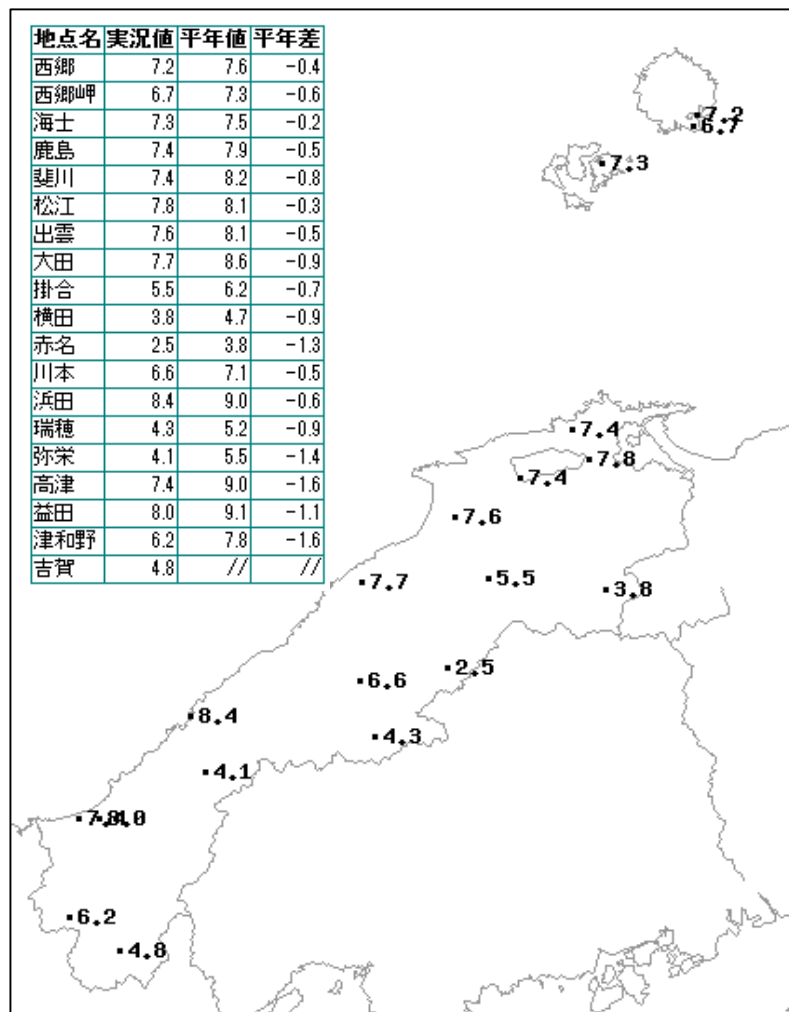 地点名 実況値 平年値 平年差
西郷 7.2 7.6 -0.4
西郷岬 6.7 7.3 -0.6
海士 7.3 7.5 -0.2
鹿島 7.4 7.9 -0.5
斐川 7.4 8.2 -0.8
松江 7.8 8.1 -0.3
出雲 7.6 8.1 -0.5
大田 7.7 8.6 -0.9
掛合 5.5 6.2 -0.7
横田 3.8 4.7 -0.9
赤名 2.5 3.8 -1.3
川本 6.6 7.1 -0.5
浜田 8.4 9.0 -0.6
瑞穂 4.3 5.2 -0.9
弥栄 4.1 5.5 -1.4
高津 7.4 9.0 -1.6
益田 8.0 9.1 -1.1
津和野 6.2 7.8 -1.6
吉賀 4.8 // //
7.2
6.7
7.3
7.4
7.8
7.4
7.6
7.7
5.5
3.8
2.5
6.6
8.4
4.3
4.1
6.2
4.8